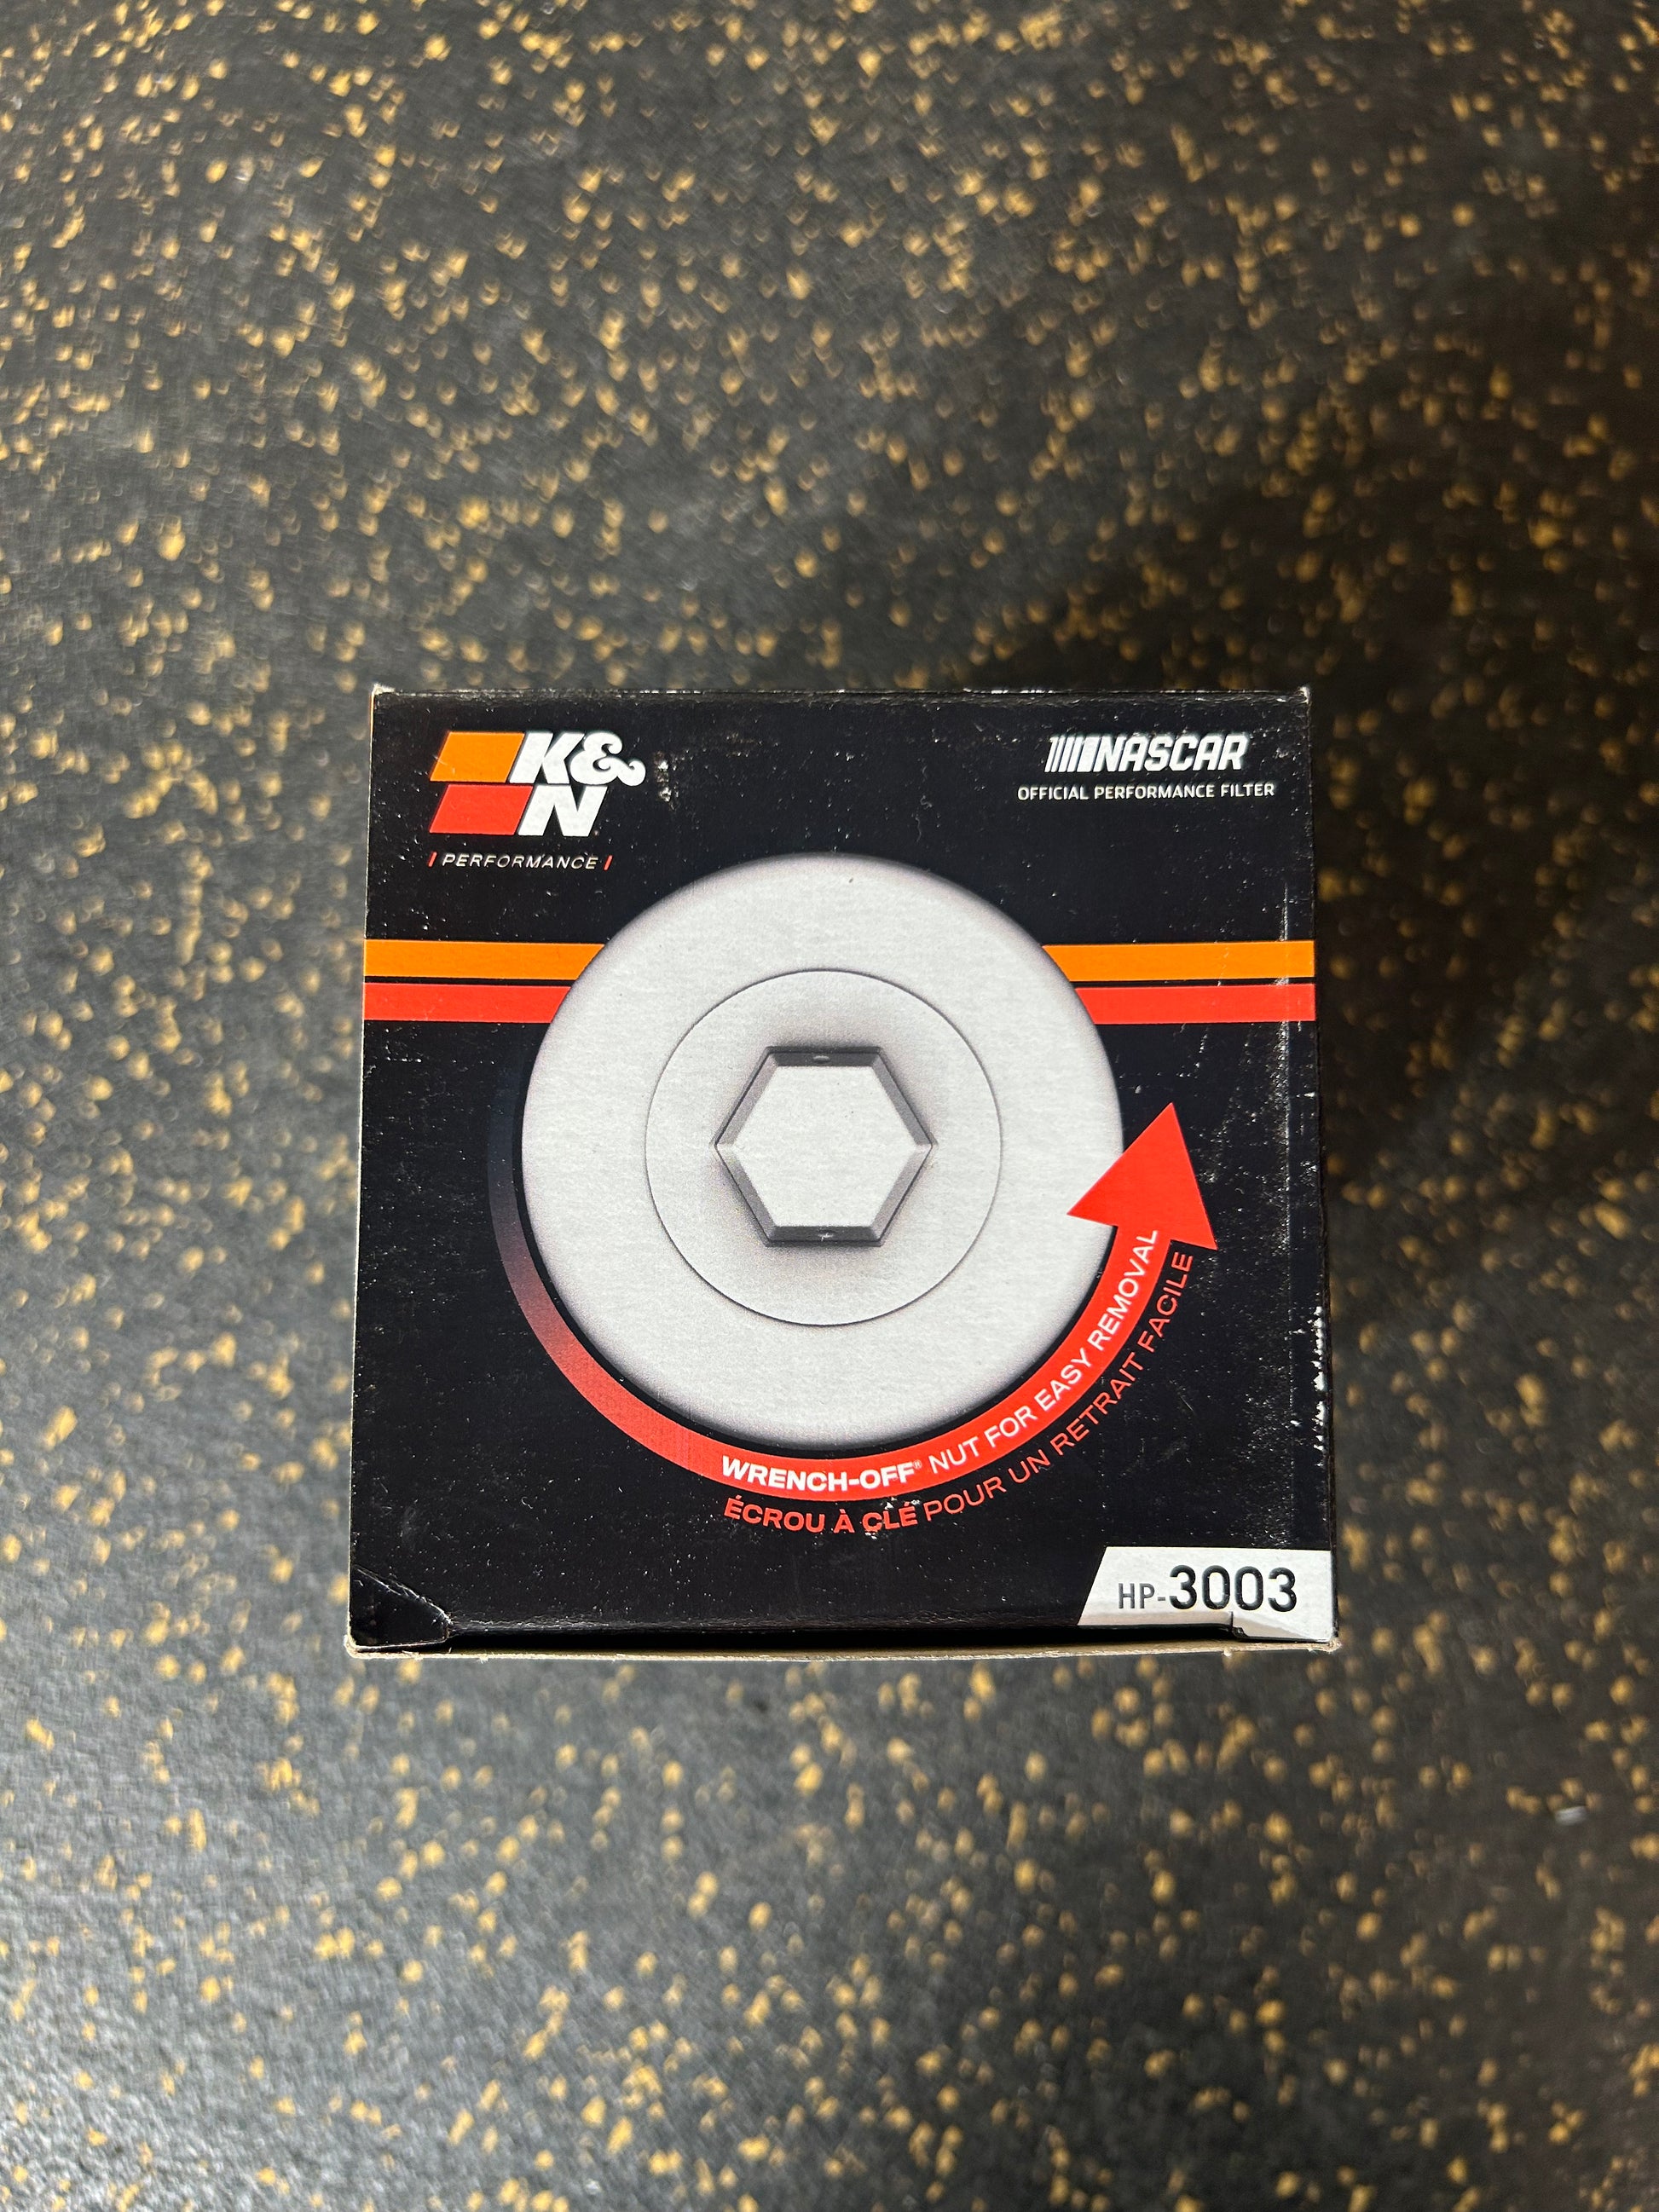 K&N
PERFORMANCE
NASCAR
OFFICIAL PERFORMANCE FILTER
WRENCH-OFF® NUT FOR EASY REMOVAL
ÉCROU À CLÉ POUR UN RETRAIT FACILE
HP-3003